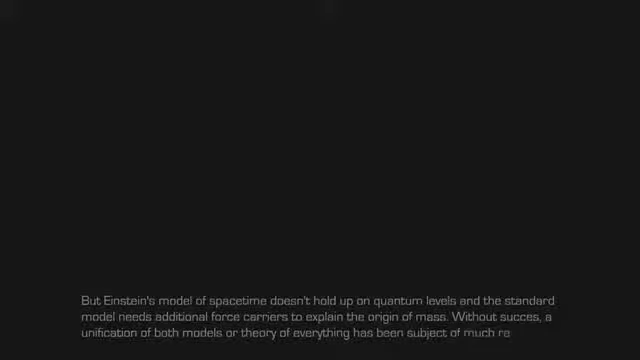 But Einstein's model of spacetime doesn't hold up on quantum levels and the standard
model needs additional force carriers to explain the origin of mass. Without succes, a
unification of both models or theory of everything has been subject of much re